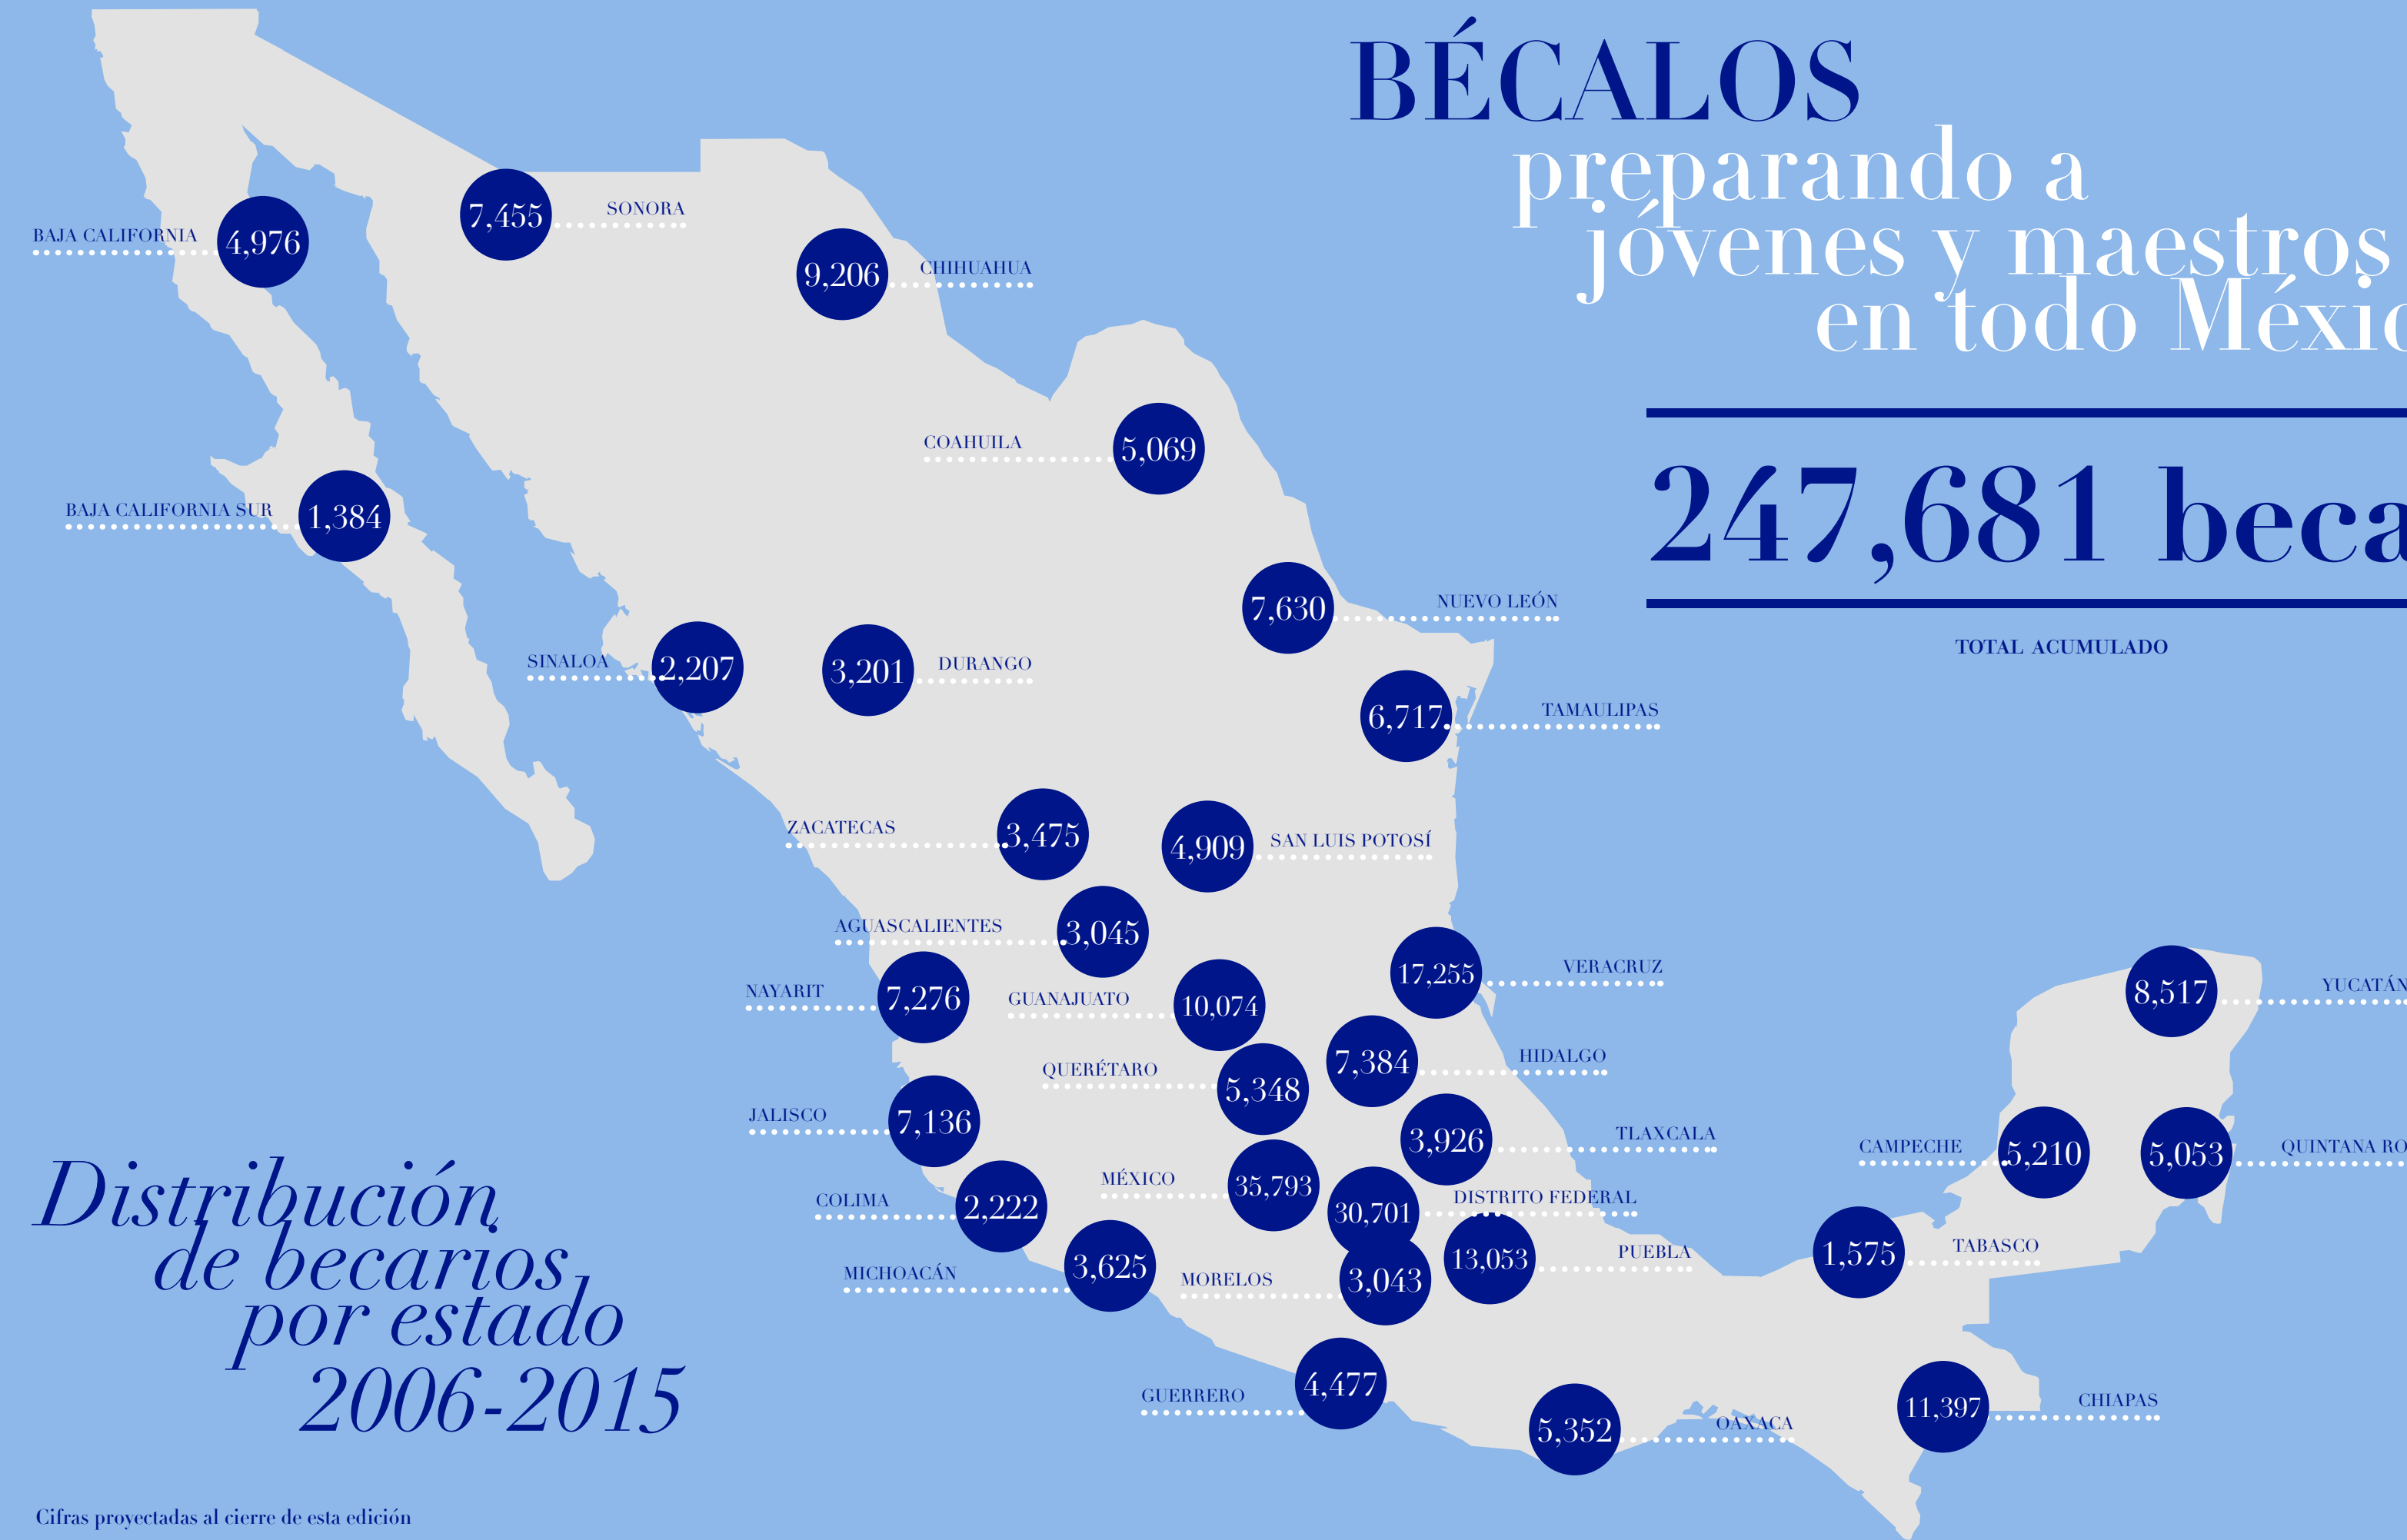 BÉCALOS
preparando a
jóvenes y maestros
en todo Méxic
247,681 beca
TOTAL ACUMULADO
BAJA CALIFORNIA 4,976
7,455 SONORA
9,206 CHIHUAHUA
COAHUILA 5,069
BAJA CALIFORNIA SUR 1,384
7,630 NUEVO LEÓN
SINALOA 2,207
3,201 DURANGO
6,717 TAMAULIPAS
ZACATECAS 3,475
4,909 SAN LUIS POTOSÍ
AGUASCALIENTES 3,045
17,255 VERACRUZ
8,517 YUCATÁN
NAYARIT 7,276
GUANAJUATO 10,074
QUERÉTARO 5,348
7,384 HIDALGO
JALISCO 7,136
3,926 TLAXCALA
CAMPECHE 5,210
5,053 QUINTANA RO
MÉXICO 35,793
30,701 DISTRITO FEDERAL
COLIMA 2,222
13,053 PUEBLA
1,575 TABASCO
MICHOACÁN 3,625
MORELOS 3,043
GUERRERO 4,477
5,352 OAXACA
11,397 CHIAPAS
Distribución
de becarios
por estado
2006-2015
Cifras proyectadas al cierre de esta edición